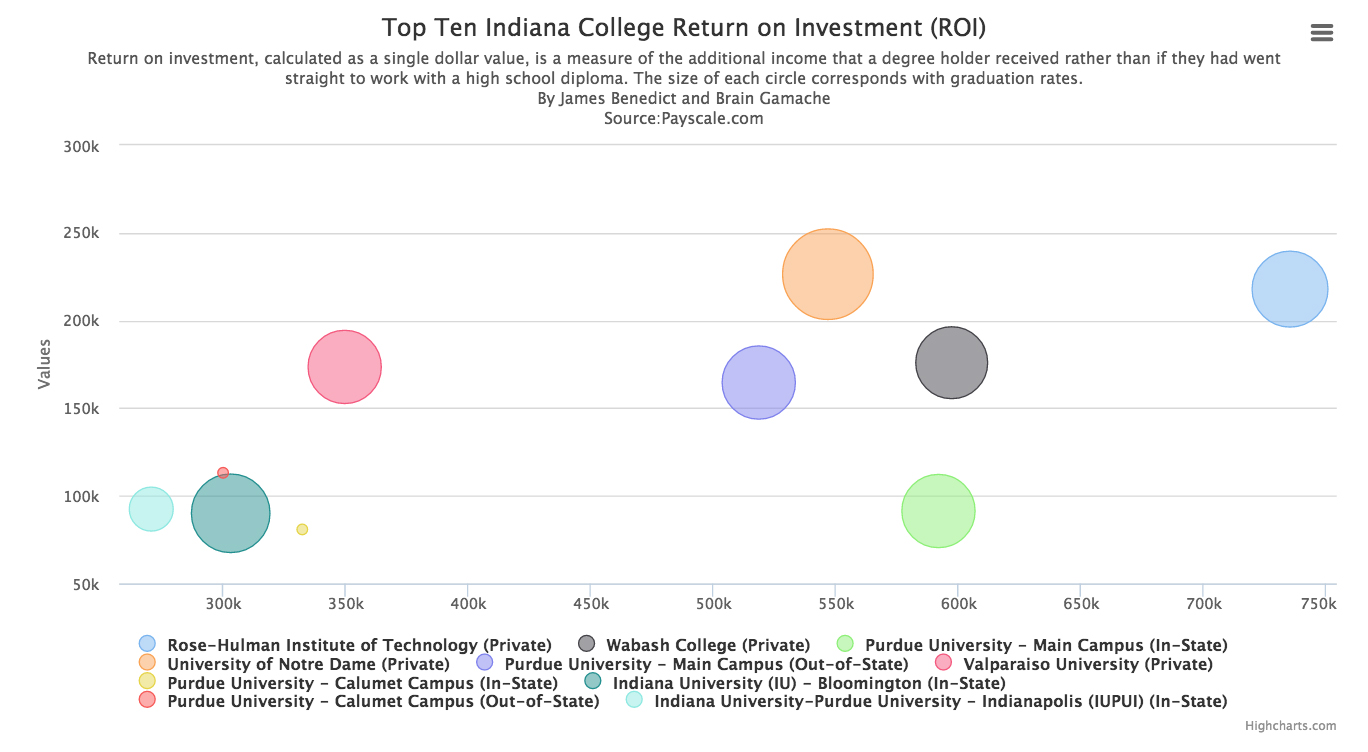 Top Ten Indiana College Return on Investment (ROI)
Return on investment, calculated as a single dollar value, is a measure of the additional income that a degree holder received rather than if they had went
straight to work with a high school diploma. The size of each circle corresponds with graduation rates.
By James Benedict and Brain Gamache
Source:Payscale.com
300k
250k
200k
150k
100k
50k
Values
300k 350k 400k 450k 500k 550k 600k 650k 700k 750k
Rose-Hulman Institute of Technology (Private) Wabash College (Private) Purdue University - Main Campus (In-State)
University of Notre Dame (Private) Purdue University - Main Campus (Out-of-State) Valparaiso University (Private)
Purdue University - Calumet Campus (In-State) Indiana University (IU) - Bloomington (In-State)
Purdue University - Calumet Campus (Out-of-State) Indiana University-Purdue University - Indianapolis (IUPUI) (In-State)
Highcharts.com